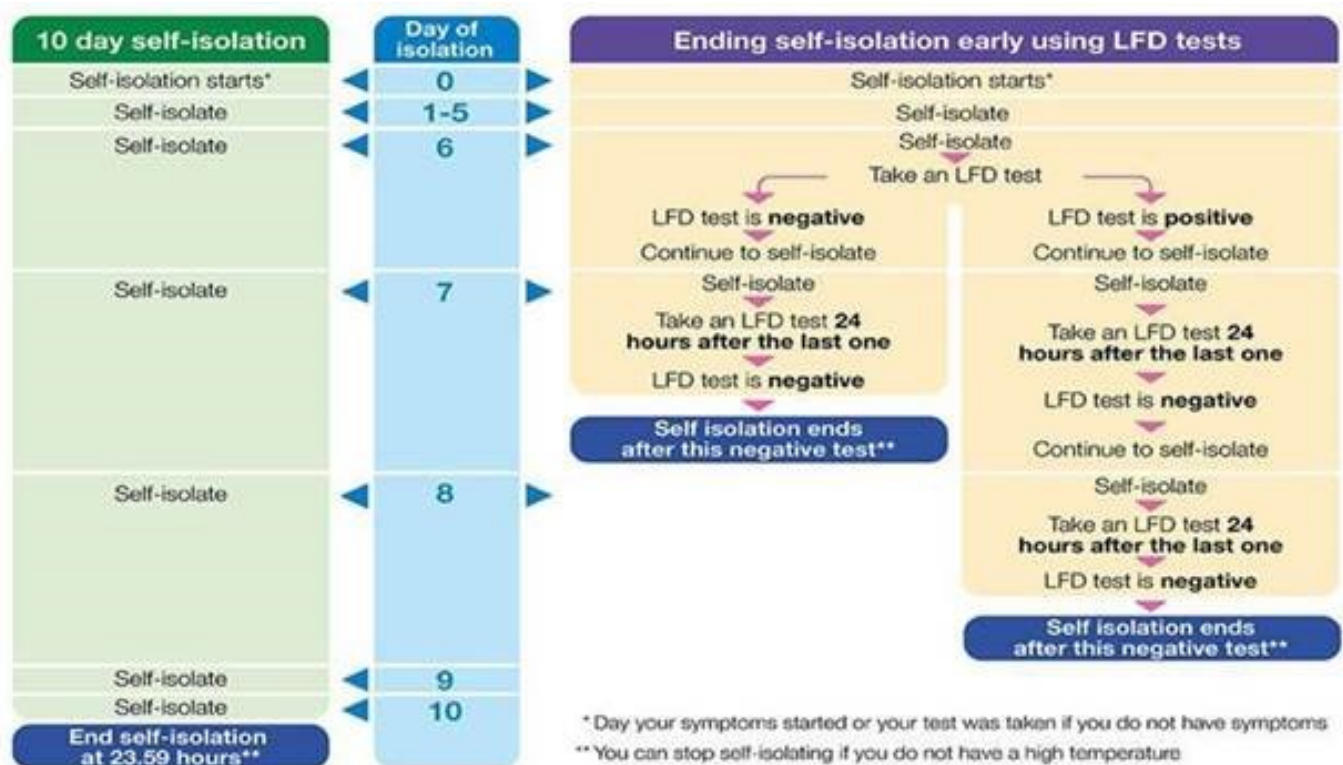 10 day self-isolation
Day of
isolation
Ending self-isolation early using LFD tests
Self-isolation starts*
0
Self-isolation starts*
Self-isolate
1-5
Self-isolate
Self-isolate
6
Self-isolate
Take an LFD test
LFD test is negative
LFD test is positive
Continue to self-isolate
Continue to self-isolate
Self-isolate
7
Self-isolate
Self-isolate
Take an LFD test 24
hours after the last one
Take an LFD test 24
hours after the last one
LFD test is negative
LFD test is negative
Self isolation ends
after this negative test**
Continue to self-isolate
Self-isolate
8
Self-isolate
Take an LFD test 24
hours after the last one
LFD test is negative
Self isolation ends
after this negative test**
Self-isolate
9
Self-isolate
10
End self-isolation
at 23.59 hours**
* Day your symptoms started or your test was taken if you do not have symptoms
** You can stop self-isolating if you do not have a high temperature